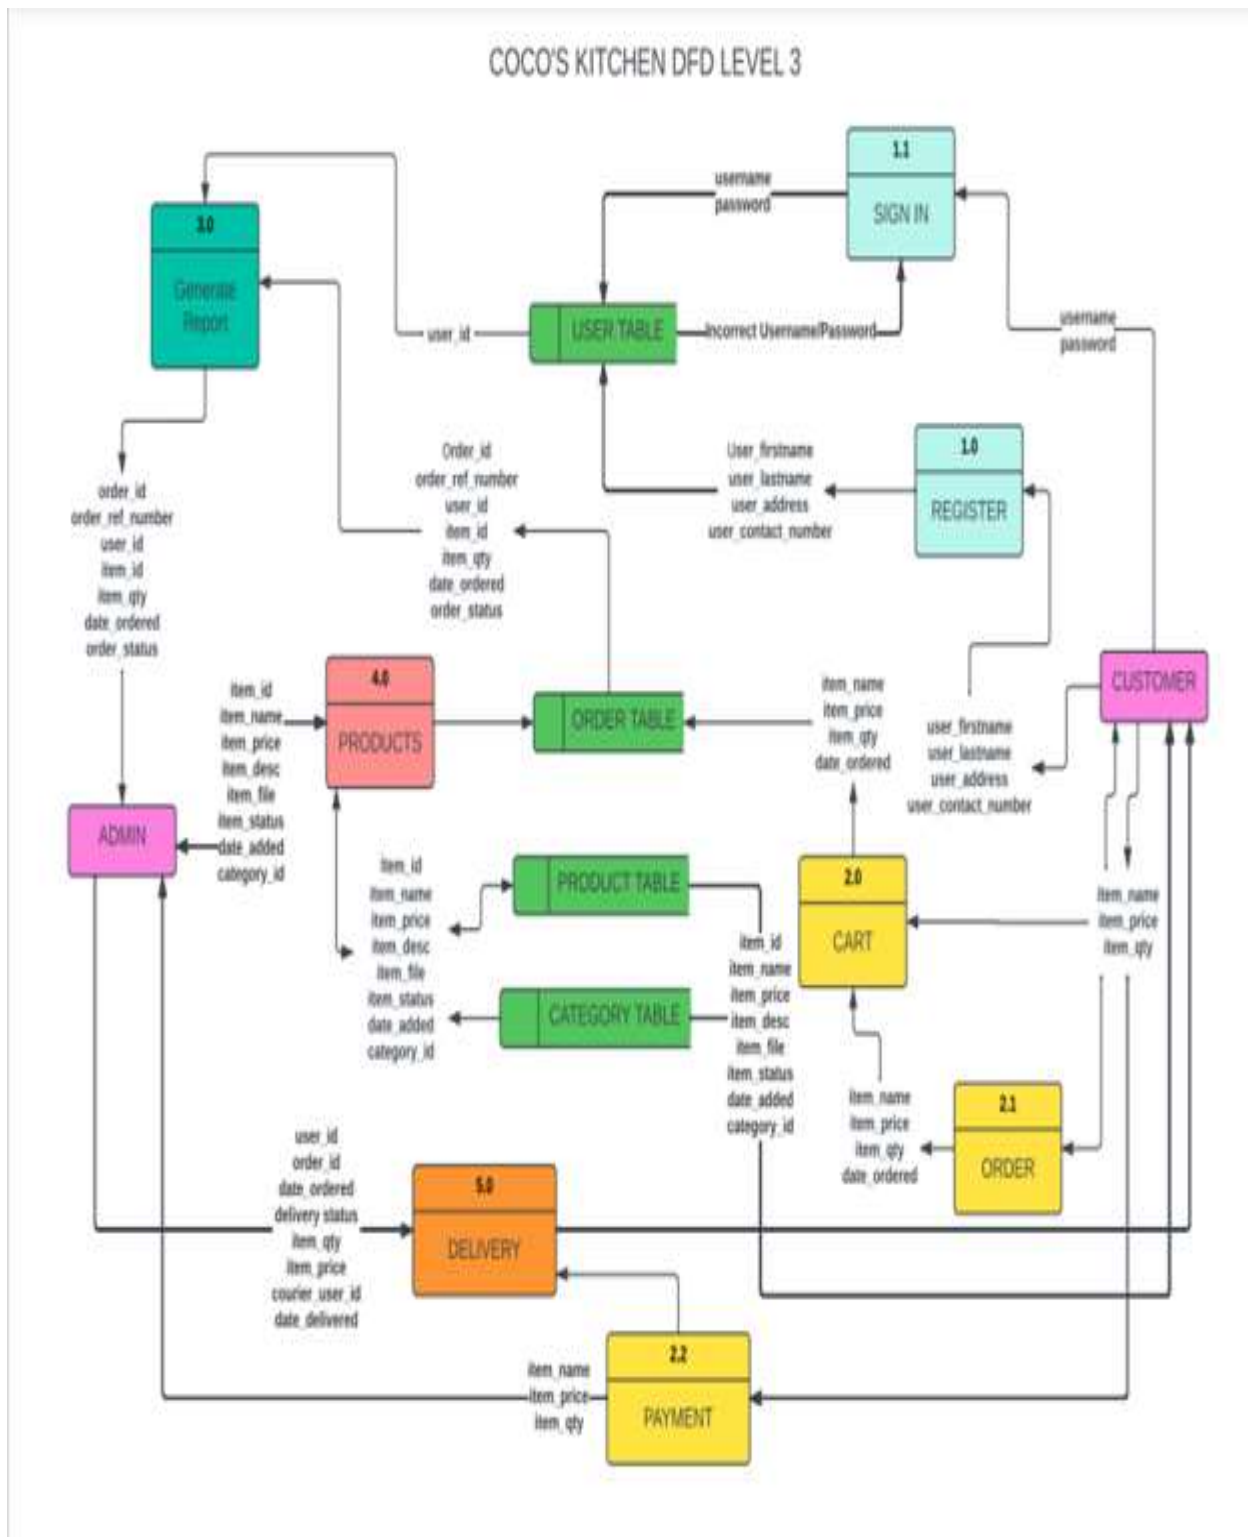 COCO'S KITCHEN DFD LEVEL 3
1.1
SIGN IN
username
password
3.0
Generate
Report
USER TABLE
user_id
Incorrect Username/Password
username
password
1.0
REGISTER
User_firstname
user_lastname
user_address
user_contact_number
Order_id
order_ref_number
user_id
item_id
item_qty
date_ordered
order_status
order_id
order_ref_number
user_id
item_id
item_qty
date_ordered
order_status
4.0
PRODUCTS
ORDER TABLE
item_name
item_price
item_qty
date_ordered
CUSTOMER
user_firstname
user_lastname
user_address
user_contact_number
item_id
item_name
item_price
item_desc
item_file
item_status
date_added
category_id
ADMIN
item_id
item_name
item_price
item_desc
item_file
item_status
date_added
category_id
PRODUCT TABLE
CATEGORY TABLE
item_id
item_name
item_price
item_desc
item_file
item_status
date_added
category_id
2.0
CART
item_name
item_price
item_qty
item_name
item_price
item_qty
date_ordered
2.1
ORDER
user_id
order_id
date_ordered
delivery status
item_qty
item_price
courier_user_id
date_delivered
5.0
DELIVERY
item_name
item_price
item_qty
2.2
PAYMENT